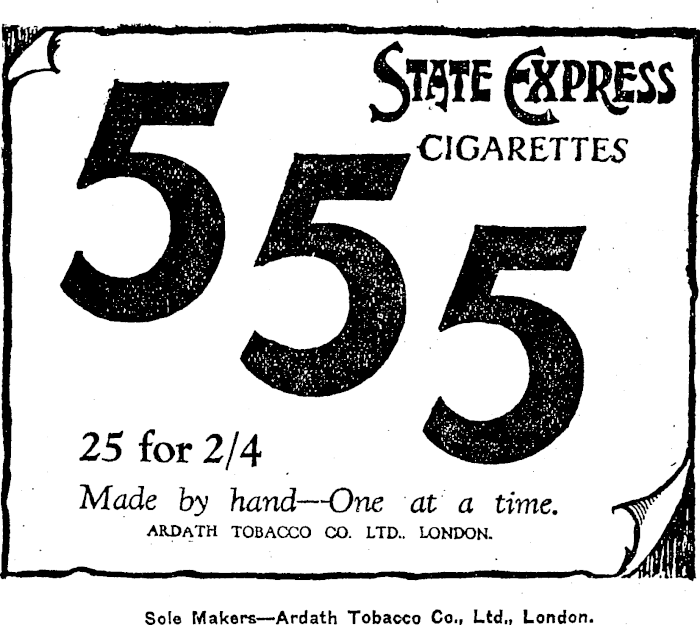 STATE EXPRESS
CIGARETTES
555
25 for 2/4
Made by hand—One at a time.
ARDATH TOBACCO CO. LTD.. LONDON.
Sole Makers—Ardath Tobacco Co., Ltd,, London.